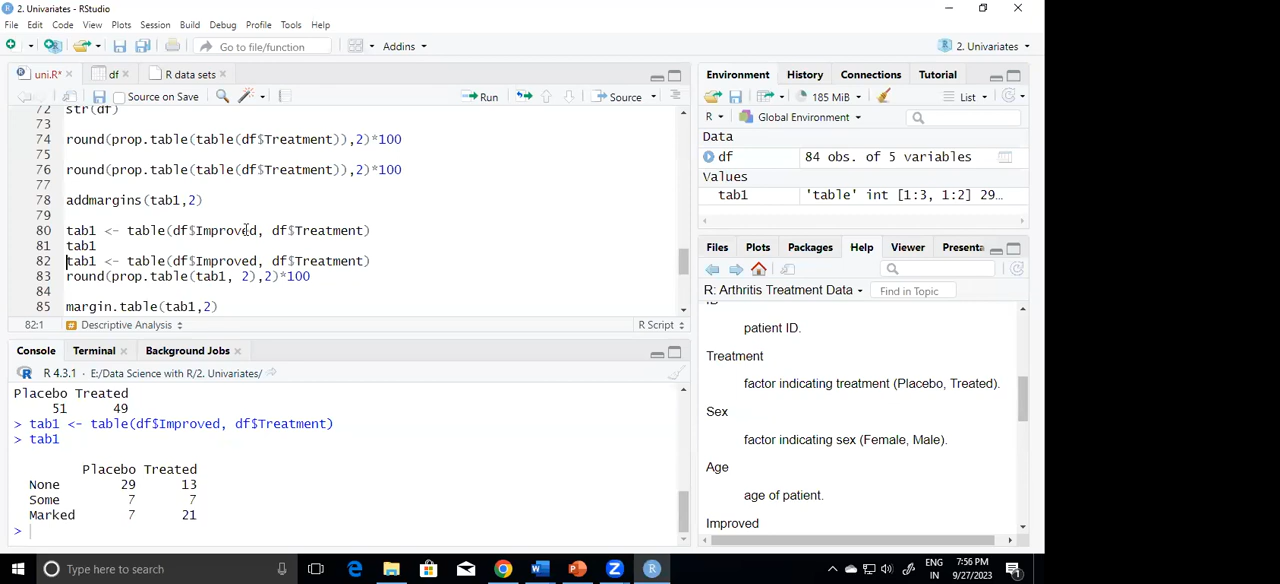 2. Univariates - RStudio
File Edit Code View Plots Session Build Debug Profile Tools Help
Go to file/function Addins 2. Univariates
uni.R* df R data sets
Source on Save Run Source
72 str(df)
73
74 round(prop.table(table(df$Treatment)),2)*100
75
76 round(prop.table(table(df$Treatment)),2)*100
77
78 addmargins(tab1,2)
79
80 tab1 <- table(df$Improved, df$Treatment)
81 tab1
82 tab1 <- table(df$Improved, df$Treatment)
83 round(prop.table(tab1, 2),2)*100
84
85 margin.table(tab1,2)
82:1 Descriptive Analysis R Script
Console Terminal Background Jobs
R 4.3.1 · E:/Data Science with R/2. Univariates/
Placebo Treated
51 49
> tab1 <- table(df$Improved, df$Treatment)
> tab1
Placebo Treated
None 29 13
Some 7 7
Marked 7 21
>
Environment History Connections Tutorial
185 MiB List
R Global Environment
Data
df 84 obs. of 5 variables
Values
tab1 'table' int [1:3, 1:2] 29…
Files Plots Packages Help Viewer Presenta
R: Arthritis Treatment Data Find in Topic
ID
patient ID.
Treatment
factor indicating treatment (Placebo, Treated).
Sex
factor indicating sex (Female, Male).
Age
age of patient.
Improved
Type here to search
ENG
IN
7:56 PM
9/27/2023